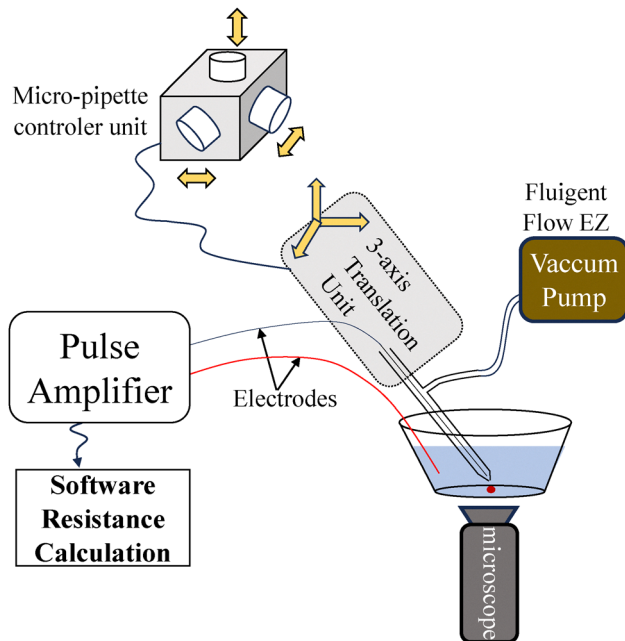 Micro-pipette
controler unit
Fluigent
Flow EZ
Vaccum
Pump
3-axis
Translation
Unit
Pulse
Amplifier
Electrodes
Software
Resistance
Calculation
microscope